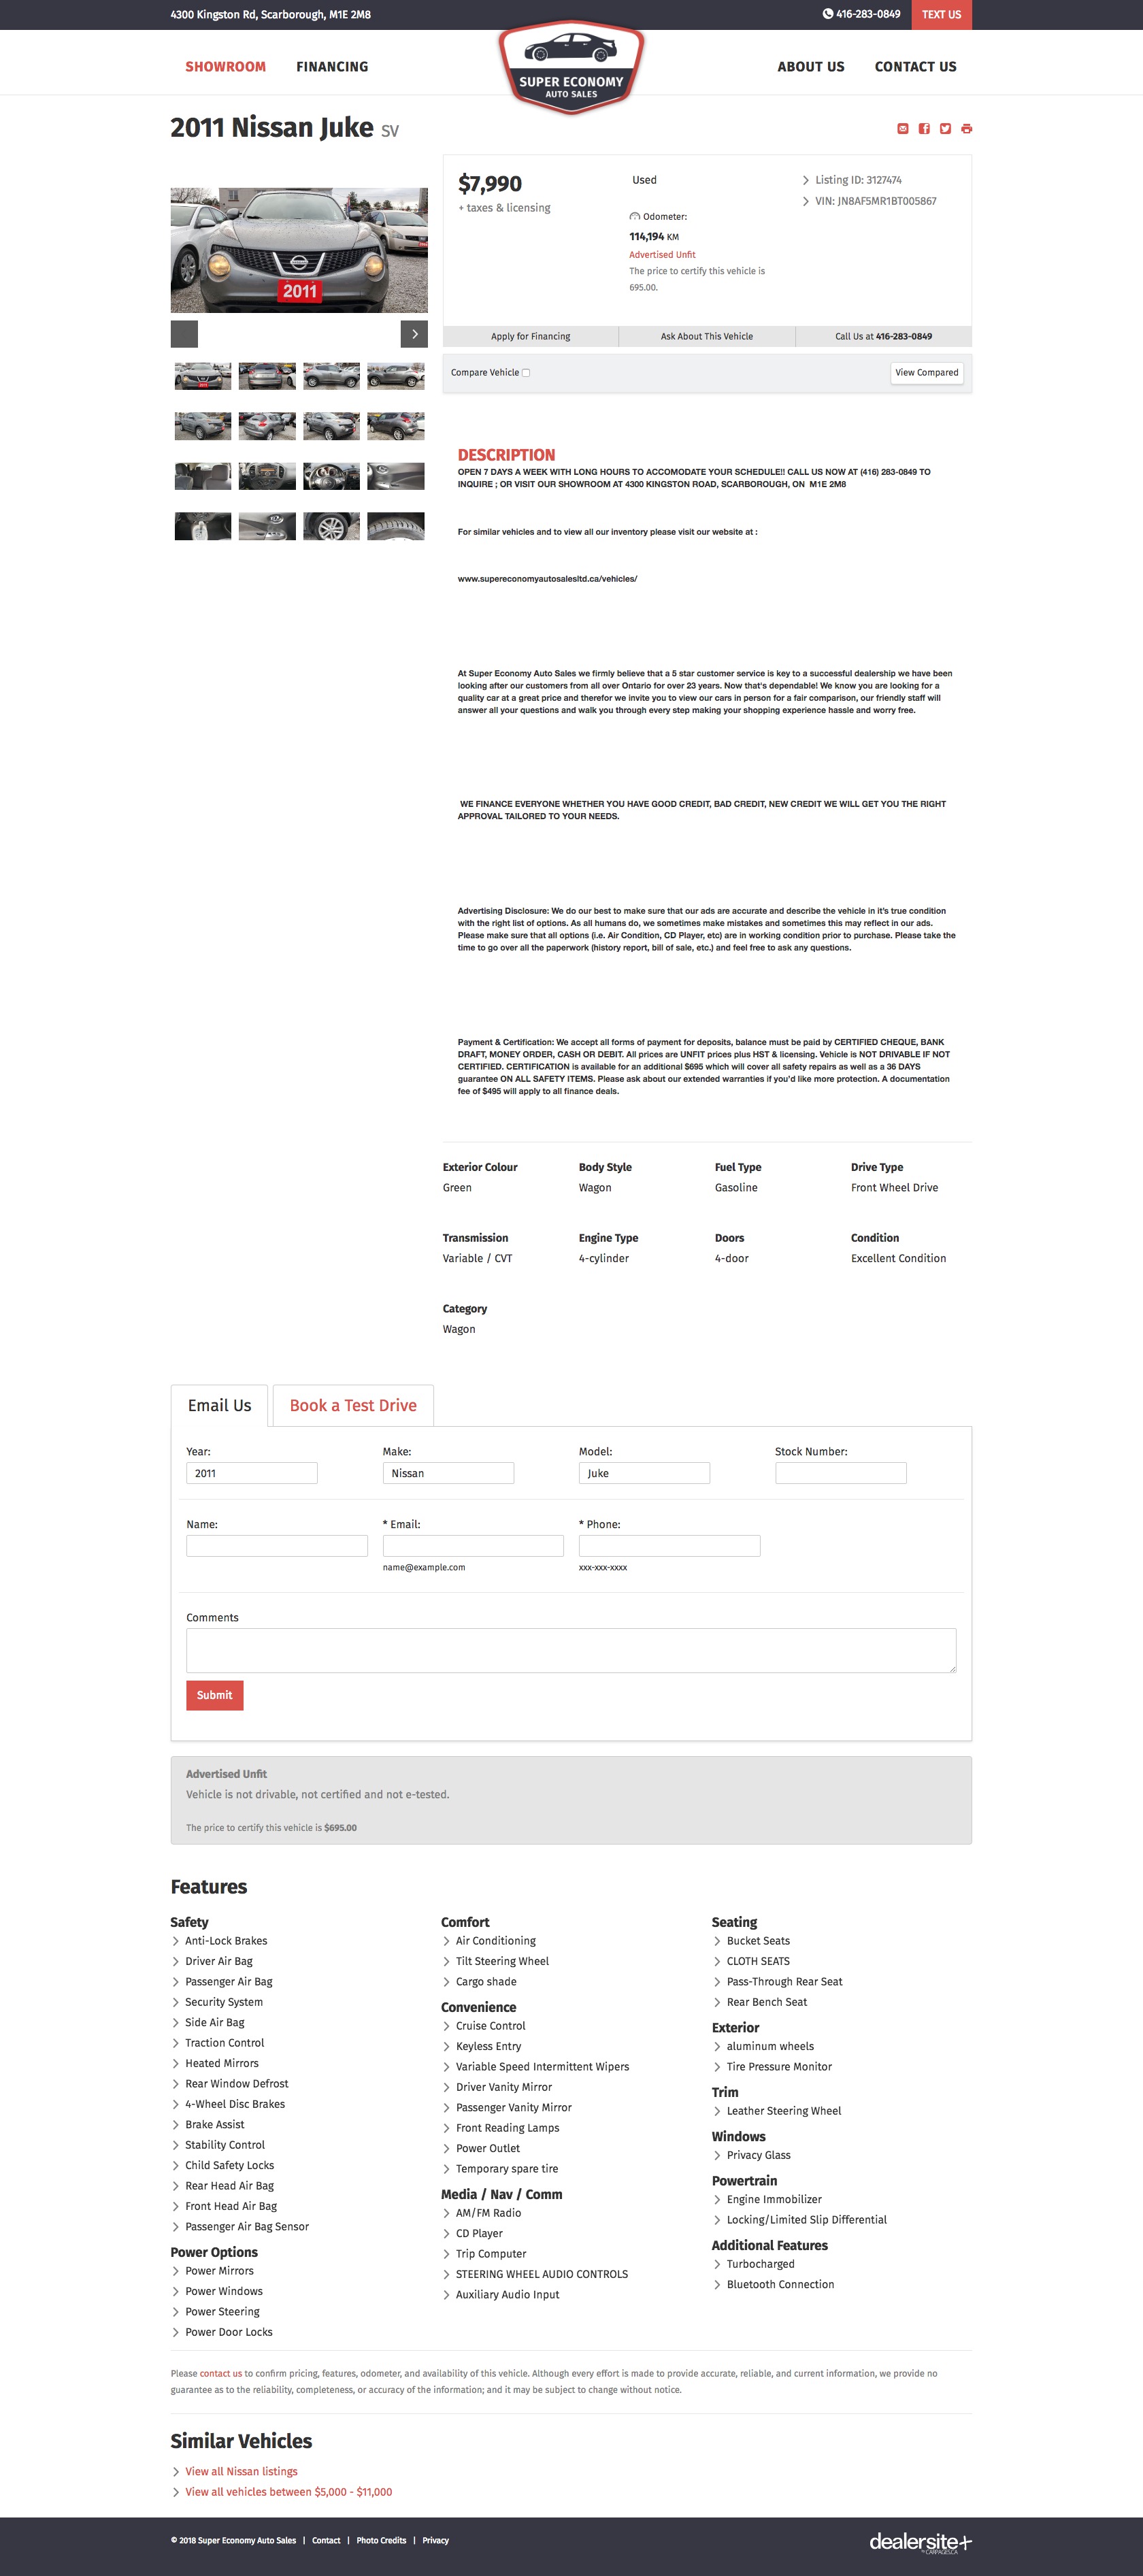 4300 Kingston Rd, Scarborough, M1E 2M8
416-283-0849
TEXT US
SHOWROOM
FINANCING
SUPER ECONOMY
AUTO SALES
ABOUT US
CONTACT US
2011 Nissan Juke SV
2011
$7,990
+ taxes & licensing
Used
Odometer:
114,194 KM
Advertised Unfit
The price to certify this vehicle is
695.00.
Listing ID: 3127474
VIN: JN8AF5MR1BT005867
Apply for Financing
Ask About This Vehicle
Call Us at 416-283-0849
Compare Vehicle
View Compared
DESCRIPTION
OPEN 7 DAYS A WEEK WITH LONG HOURS TO ACCOMODATE YOUR SCHEDULE!! CALL US NOW AT (416) 283-0849 TO
INQUIRE ; OR VISIT OUR SHOWROOM AT 4300 KINGSTON ROAD, SCARBOROUGH, ON M1E 2M8
For similar vehicles and to view all our inventory please visit our website at :
www.supereconomyautosalesltd.ca/vehicles/
At Super Economy Auto Sales we firmly believe that a 5 star customer service is key to a successful dealership we have been
looking after our customers from all over Ontario for over 23 years. Now that's dependable! We know you are looking for a
quality car at a great price and therefor we invite you to view our cars in person for a fair comparison, our friendly staff will
answer all your questions and walk you through every step making your shopping experience hassle and worry free.
WE FINANCE EVERYONE WHETHER YOU HAVE GOOD CREDIT, BAD CREDIT, NEW CREDIT WE WILL GET YOU THE RIGHT
APPROVAL TAILORED TO YOUR NEEDS.
Advertising Disclosure: We do our best to make sure that our ads are accurate and describe the vehicle in it's true condition
with the right list of options. As all humans do, we sometimes make mistakes and sometimes this may reflect in our ads.
Please make sure that all options (i.e. Air Condition, CD Player, etc) are in working condition prior to purchase. Please take the
time to go over all the paperwork (history report, bill of sale, etc.) and feel free to ask any questions.
Payment & Certification: We accept all forms of payment for deposits, balance must be paid by CERTIFIED CHEQUE, BANK
DRAFT, MONEY ORDER, CASH OR DEBIT. All prices are UNFIT prices plus HST & licensing. Vehicle is NOT DRIVABLE IF NOT
CERTIFIED. CERTIFICATION is available for an additional $695 which will cover all safety repairs as well as a 36 DAYS
guarantee ON ALL SAFETY ITEMS. Please ask about our extended warranties if you'd like more protection. A documentation
fee of $495 will apply to all finance deals.
Exterior Colour
Green
Body Style
Wagon
Fuel Type
Gasoline
Drive Type
Front Wheel Drive
Transmission
Variable / CVT
Engine Type
4-cylinder
Doors
4-door
Condition
Excellent Condition
Category
Wagon
Email Us
Book a Test Drive
Year:
2011
Make:
Nissan
Model:
Juke
Stock Number:
Name:
* Email:
name@example.com
* Phone:
xxx-xxx-xxxx
Comments
Submit
Advertised Unfit
Vehicle is not drivable, not certified and not e-tested.
The price to certify this vehicle is $695.00
Features
Safety
Anti-Lock Brakes
Driver Air Bag
Passenger Air Bag
Security System
Side Air Bag
Traction Control
Heated Mirrors
Rear Window Defrost
4-Wheel Disc Brakes
Brake Assist
Stability Control
Child Safety Locks
Rear Head Air Bag
Front Head Air Bag
Passenger Air Bag Sensor
Power Options
Power Mirrors
Power Windows
Power Steering
Power Door Locks
Comfort
Air Conditioning
Tilt Steering Wheel
Cargo shade
Convenience
Cruise Control
Keyless Entry
Variable Speed Intermittent Wipers
Driver Vanity Mirror
Passenger Vanity Mirror
Front Reading Lamps
Power Outlet
Temporary spare tire
Media / Nav / Comm
AM/FM Radio
CD Player
Trip Computer
STEERING WHEEL AUDIO CONTROLS
Auxiliary Audio Input
Seating
Bucket Seats
CLOTH SEATS
Pass-Through Rear Seat
Rear Bench Seat
Exterior
aluminum wheels
Tire Pressure Monitor
Trim
Leather Steering Wheel
Windows
Privacy Glass
Powertrain
Engine Immobilizer
Locking/Limited Slip Differential
Additional Features
Turbocharged
Bluetooth Connection
Please contact us to confirm pricing, features, odometer, and availability of this vehicle. Although every effort is made to provide accurate, reliable, and current information, we provide no
guarantee as to the reliability, completeness, or accuracy of the information; and it may be subject to change without notice.
Similar Vehicles
View all Nissan listings
View all vehicles between $5,000 - $11,000
© 2018 Super Economy Auto Sales | Contact | Photo Credits | Privacy
dealersite+
by CARPAGES.CA